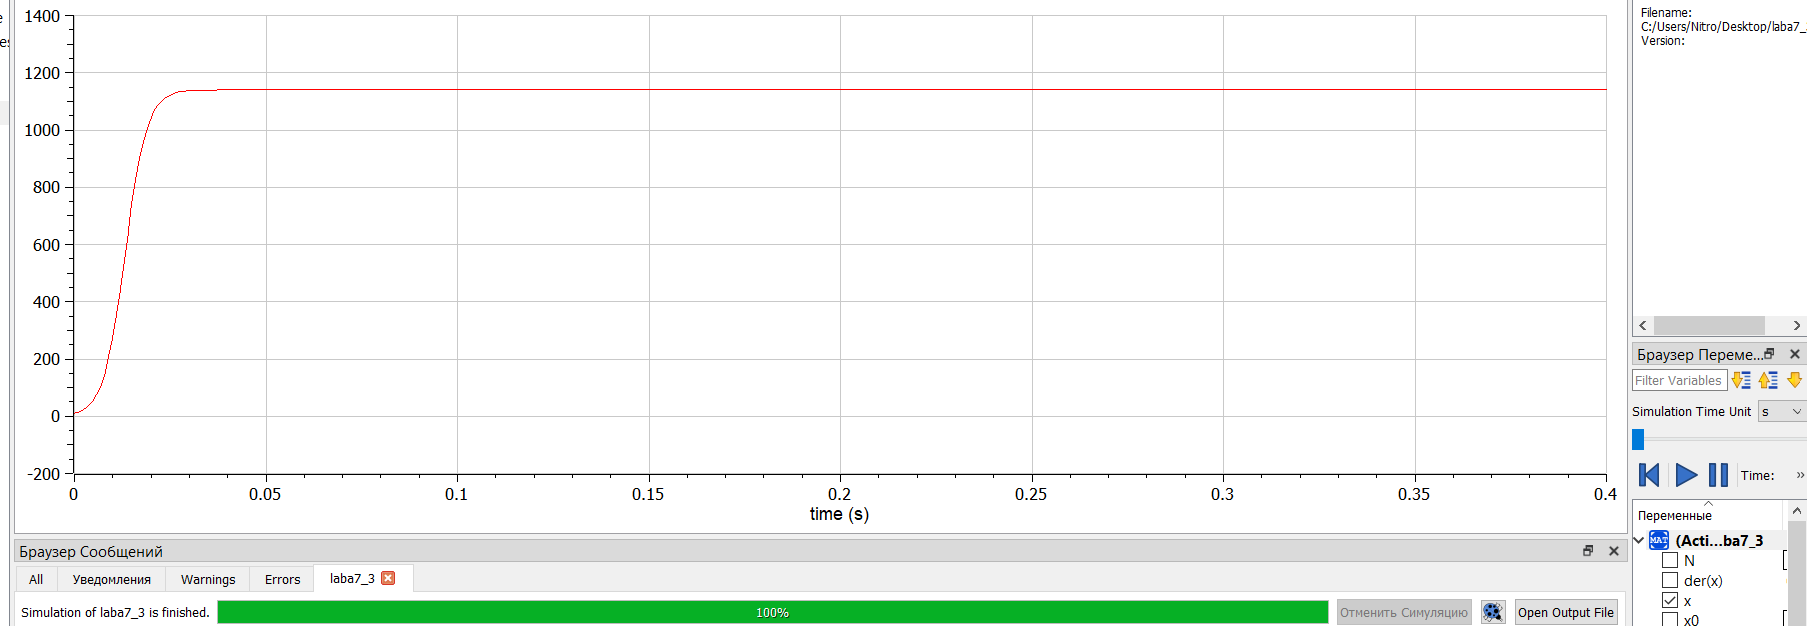 1400
1200
1000
800
600
400
200
0
-200
0 0.05 0.1 0.15 0.2 0.25 0.3 0.35 0.4
time (s)
Filename:
C:/Users/Nitro/Desktop/laba7_
Version:
Браузер Переме...
Filter Variables
Simulation Time Unit s
Time: »
Переменные
MAT (Acti...ba7_3
N
der(x)
x
x0
Браузер Сообщений
All Уведомления Warnings Errors laba7_3
Simulation of laba7_3 is finished. 100% Отменить Симуляцию Open Output File